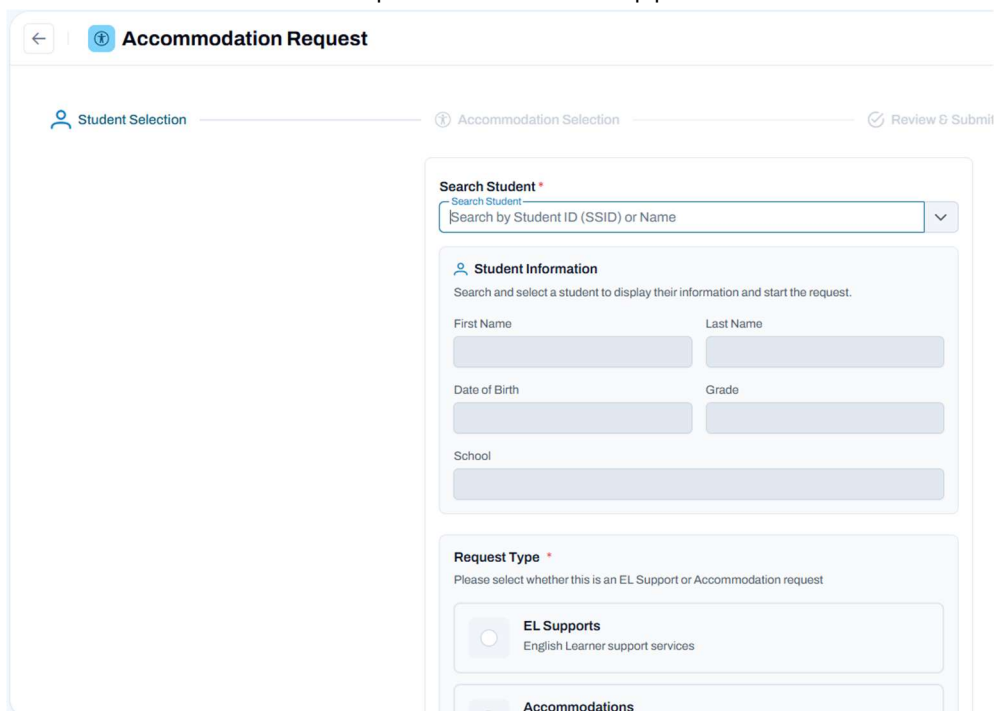 Accommodation Request
Student Selection
Accommodation Selection
Review & Submit
Search Student *
Search Student
Search by Student ID (SSID) or Name
Student Information
Search and select a student to display their information and start the request.
First Name
Last Name
Date of Birth
Grade
School
Request Type *
Please select whether this is an EL Support or Accommodation request
EL Supports
English Learner support services
Accommodations